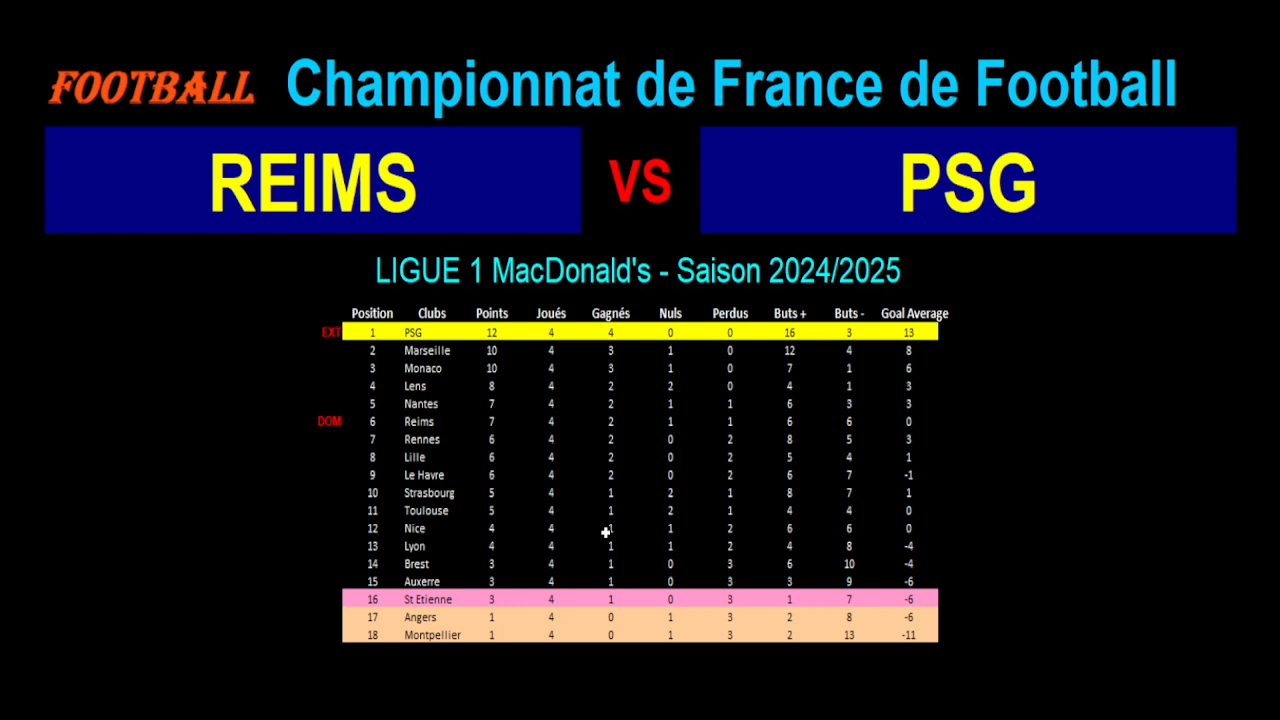 FOOTBALL Championnat de France de Football
REIMS VS PSG
LIGUE 1 MacDonald's - Saison 2024/2025
Position Clubs Points Joués Gagnés Nuls Perdus Buts + Buts - Goal Average
EXT 1 PSG 12 4 4 0 0 16 3 13
2 Marseille 10 4 3 1 0 12 4 8
3 Monaco 10 4 3 1 0 7 1 6
4 Lens 8 4 2 2 0 4 1 3
5 Nantes 7 4 2 1 1 6 3 3
DOM 6 Reims 7 4 2 1 1 6 6 0
7 Rennes 6 4 2 0 2 8 5 3
8 Lille 6 4 2 0 2 5 4 1
9 Le Havre 6 4 2 0 2 6 7 -1
10 Strasbourg 5 4 1 2 1 8 7 1
11 Toulouse 5 4 1 2 1 4 4 0
12 Nice 4 4 1 1 2 6 6 0
13 Lyon 4 4 1 1 2 4 8 -4
14 Brest 3 4 1 0 3 6 10 -4
15 Auxerre 3 4 1 0 3 3 9 -6
16 St Etienne 3 4 1 0 3 1 7 -6
17 Angers 1 4 0 1 3 2 8 -6
18 Montpellier 1 4 0 1 3 2 13 -11